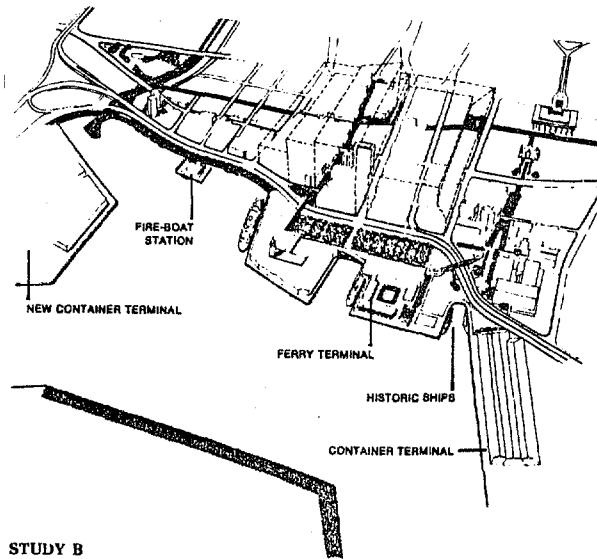 FIRE-BOAT
STATION
NEW CONTAINER TERMINAL
FERRY TERMINAL
HISTORIC SHIPS
CONTAINER TERMINAL
STUDY B